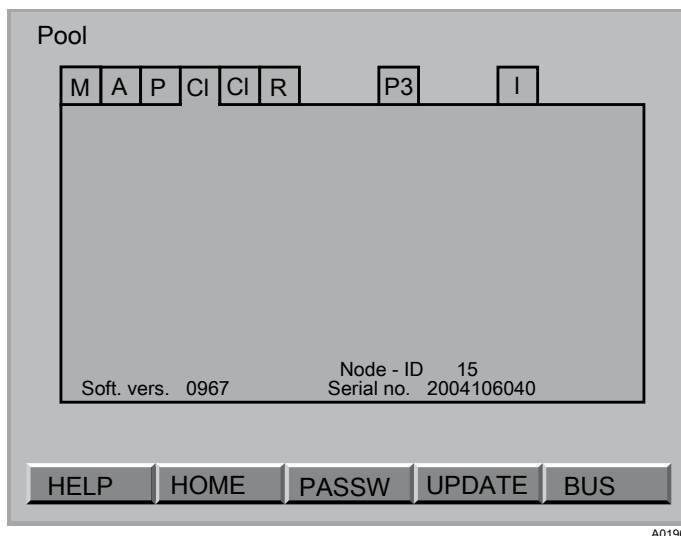 Pool
M A P Cl Cl R P3 I
Node - ID 15
Soft. vers. 0967 Serial no. 2004106040
HELP HOME PASSW UPDATE BUS